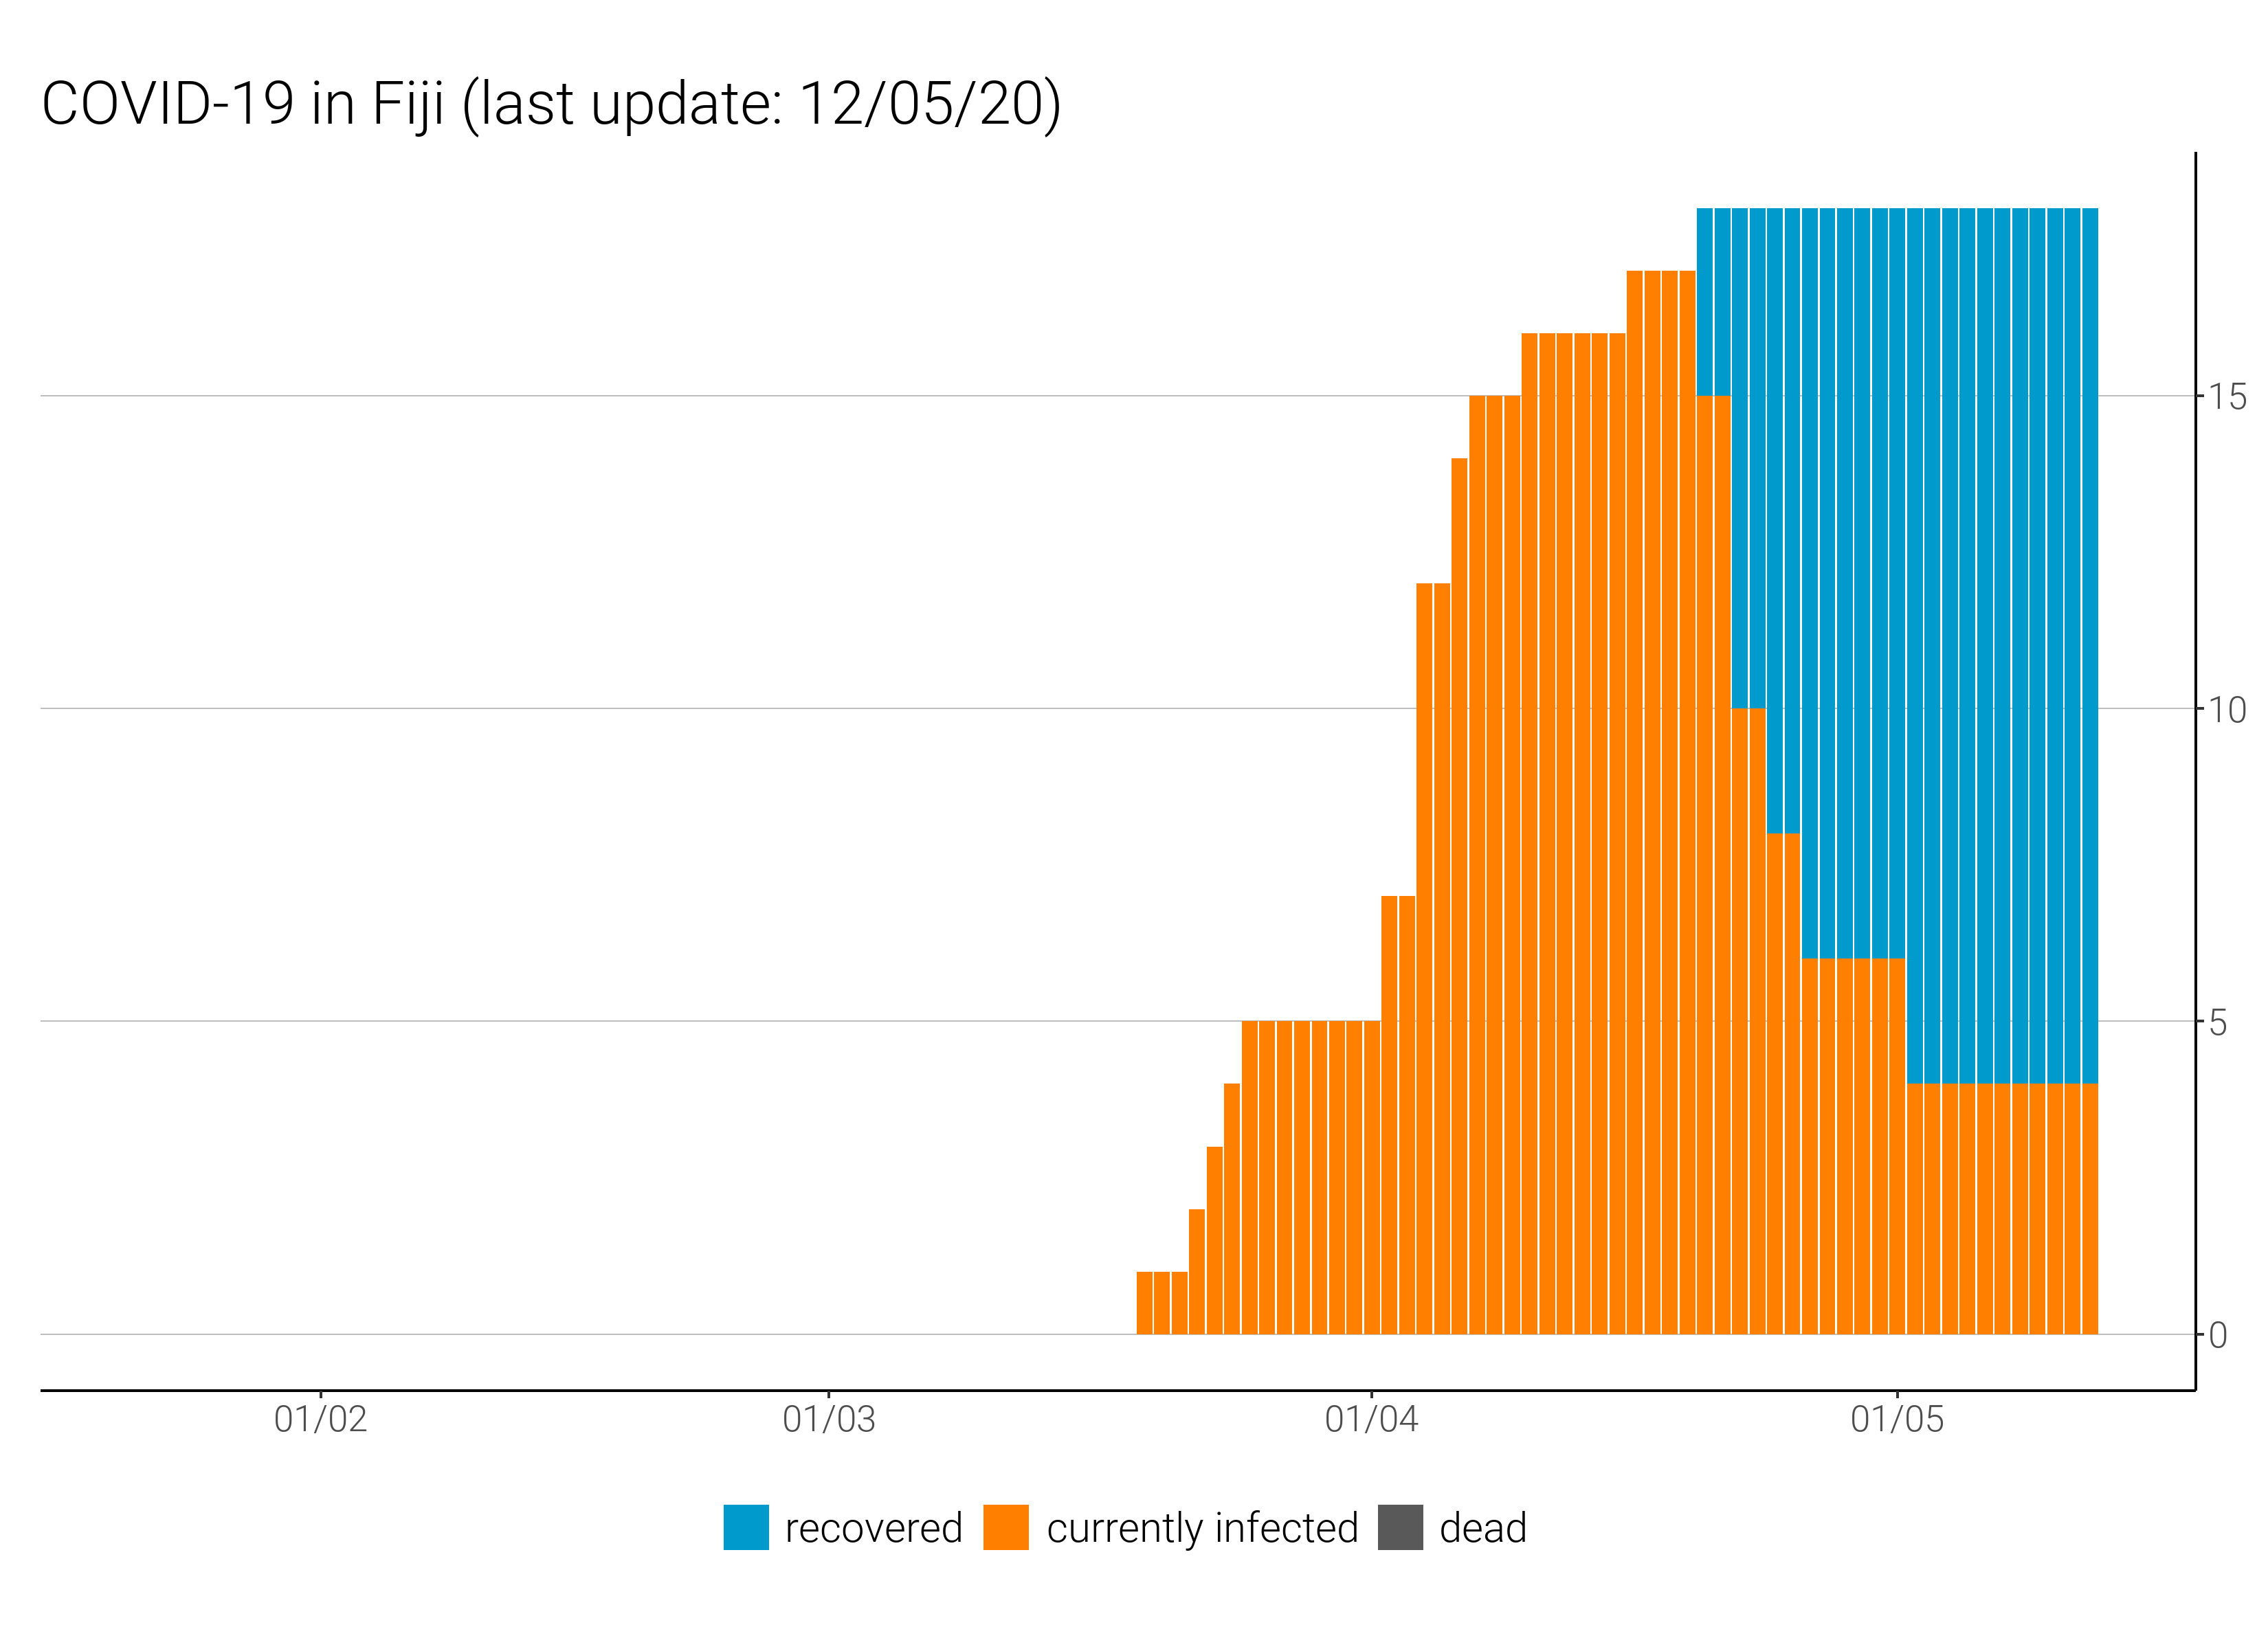 COVID-19 in Fiji (last update: 12/05/20)
15
10
5
0
01/02 01/03 01/04 01/05
recovered currently infected dead